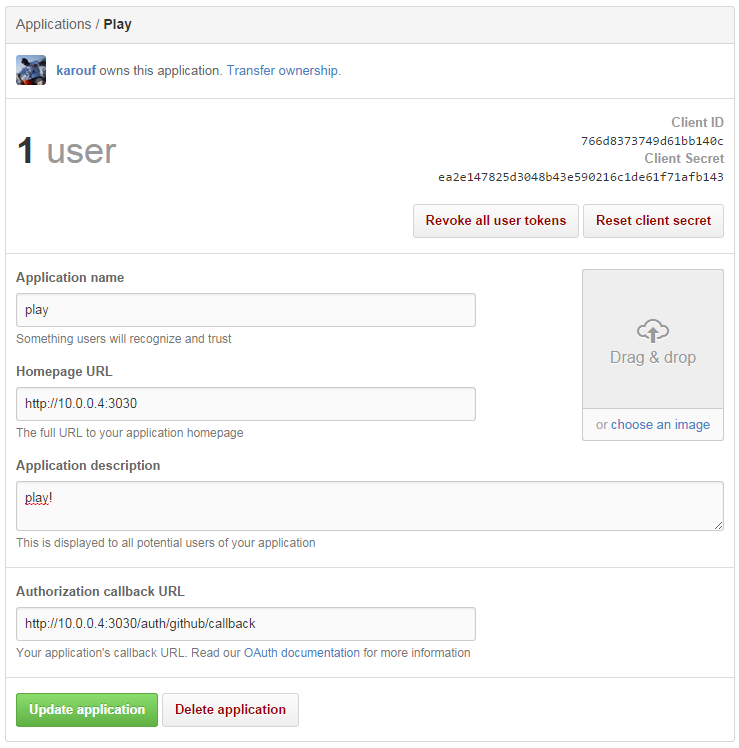 Applications / Play
karouf owns this application. Transfer ownership.
1 user
Client ID
766d8373749d61bb140c
Client Secret
ea2e147825d3048b43e590216c1de61f71afb143
Revoke all user tokens
Reset client secret
Application name
play
Something users will recognize and trust
Homepage URL
http://10.0.0.4:3030
The full URL to your application homepage
Drag & drop
or choose an image
Application description
play!
This is displayed to all potential users of your application
Authorization callback URL
http://10.0.0.4:3030/auth/github/callback
Your application's callback URL. Read our OAuth documentation for more information
Update application
Delete application